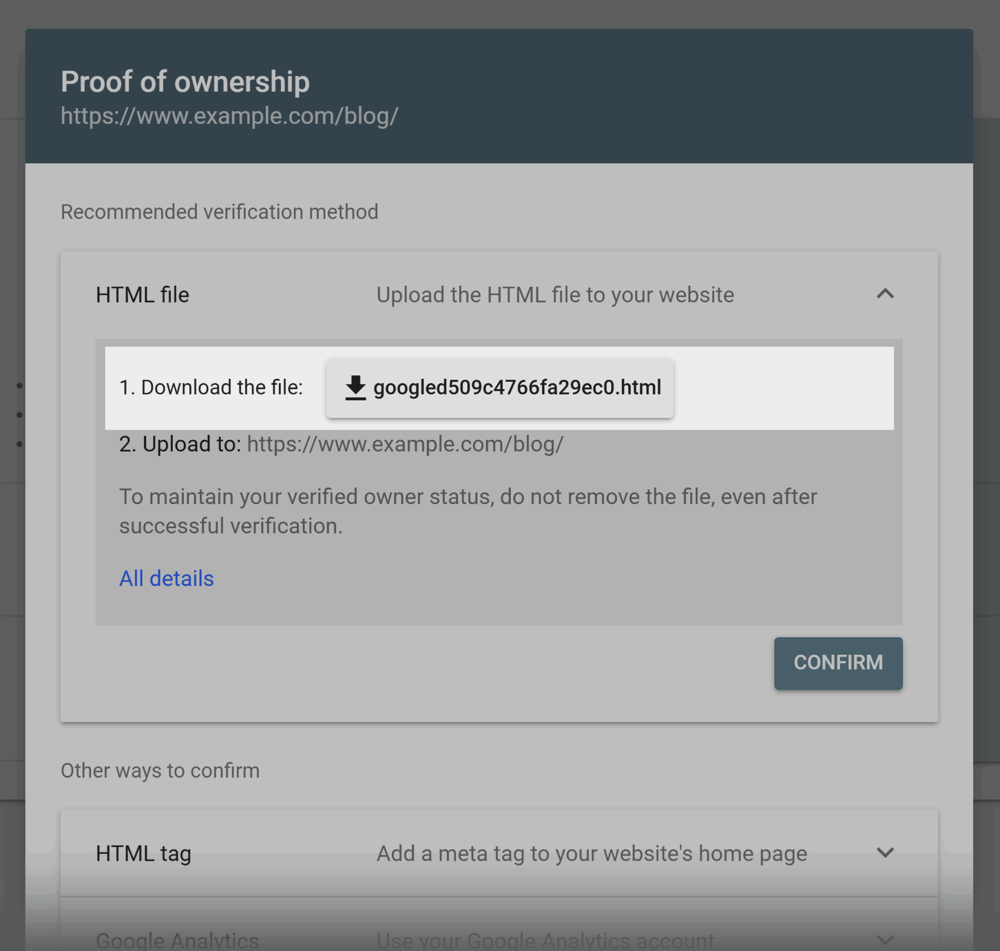 Proof of ownership
https://www.example.com/blog/
Recommended verification method
HTML file
Upload the HTML file to your website
1. Download the file:
googled509c4766fa29ec0.html
2. Upload to: https://www.example.com/blog/
To maintain your verified owner status, do not remove the file, even after
successful verification.
All details
CONFIRM
Other ways to confirm
HTML tag
Add a meta tag to your website's home page
Google Analytics
Use your Google Analytics account